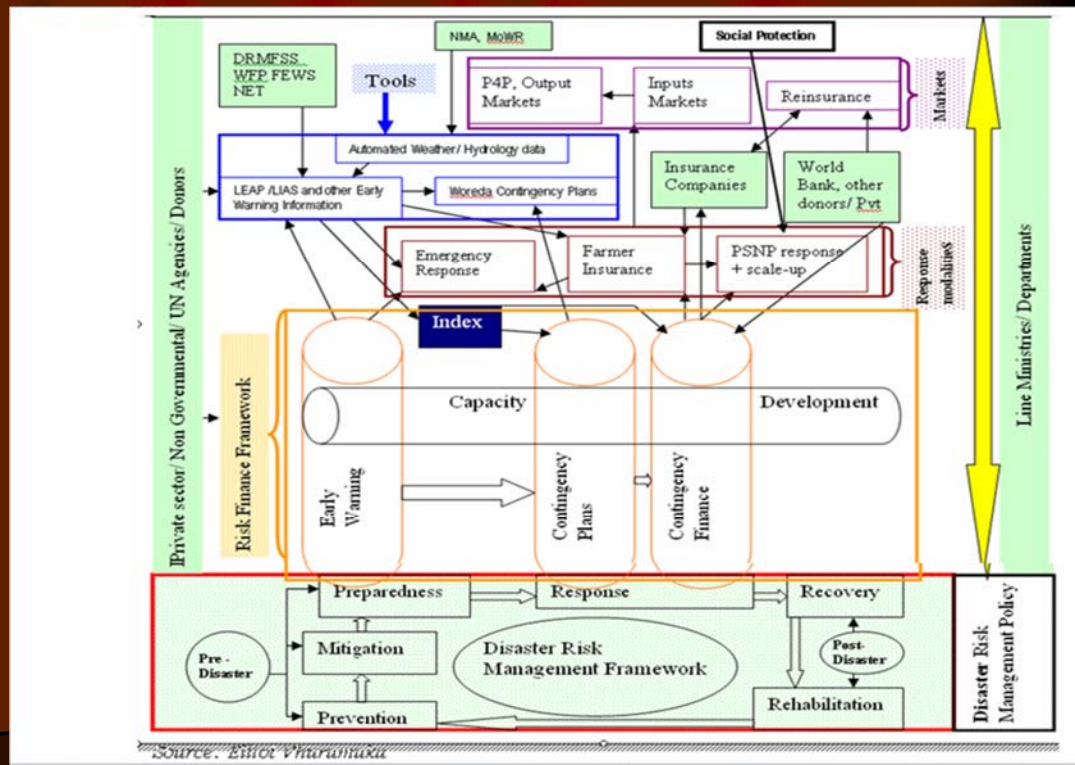 NMA, MoWR
Social Protection
DRMFSS
WFP FEWS
NET
Tools
P4P, Output
Markets
Inputs
Markets
Reinsurance
Markets
Automated Weather/ Hydrology data
LEAP /LIAS and other Early
Warning Information
Woreda Contingency Plans
Insurance
Companies
World
Bank, other
donors/ Pvt
Emergency
Response
Farmer
Insurance
PSNP response
+ scale-up
Response
modalities
Index
Private sector/ Non Governmental/ UN Agencies/ Donors
Line Ministries/ Departments
Risk Finance Framework
Capacity
Development
Early
Warning
Contingency
Plans
Contingency
Finance
Preparedness
Response
Recovery
Mitigation
Disaster Risk
Management Framework
Pre -
Disaster
Post-
Disaster
Prevention
Rehabilitation
Disaster Risk
Management Policy
Source. Elliot Vhurumuku